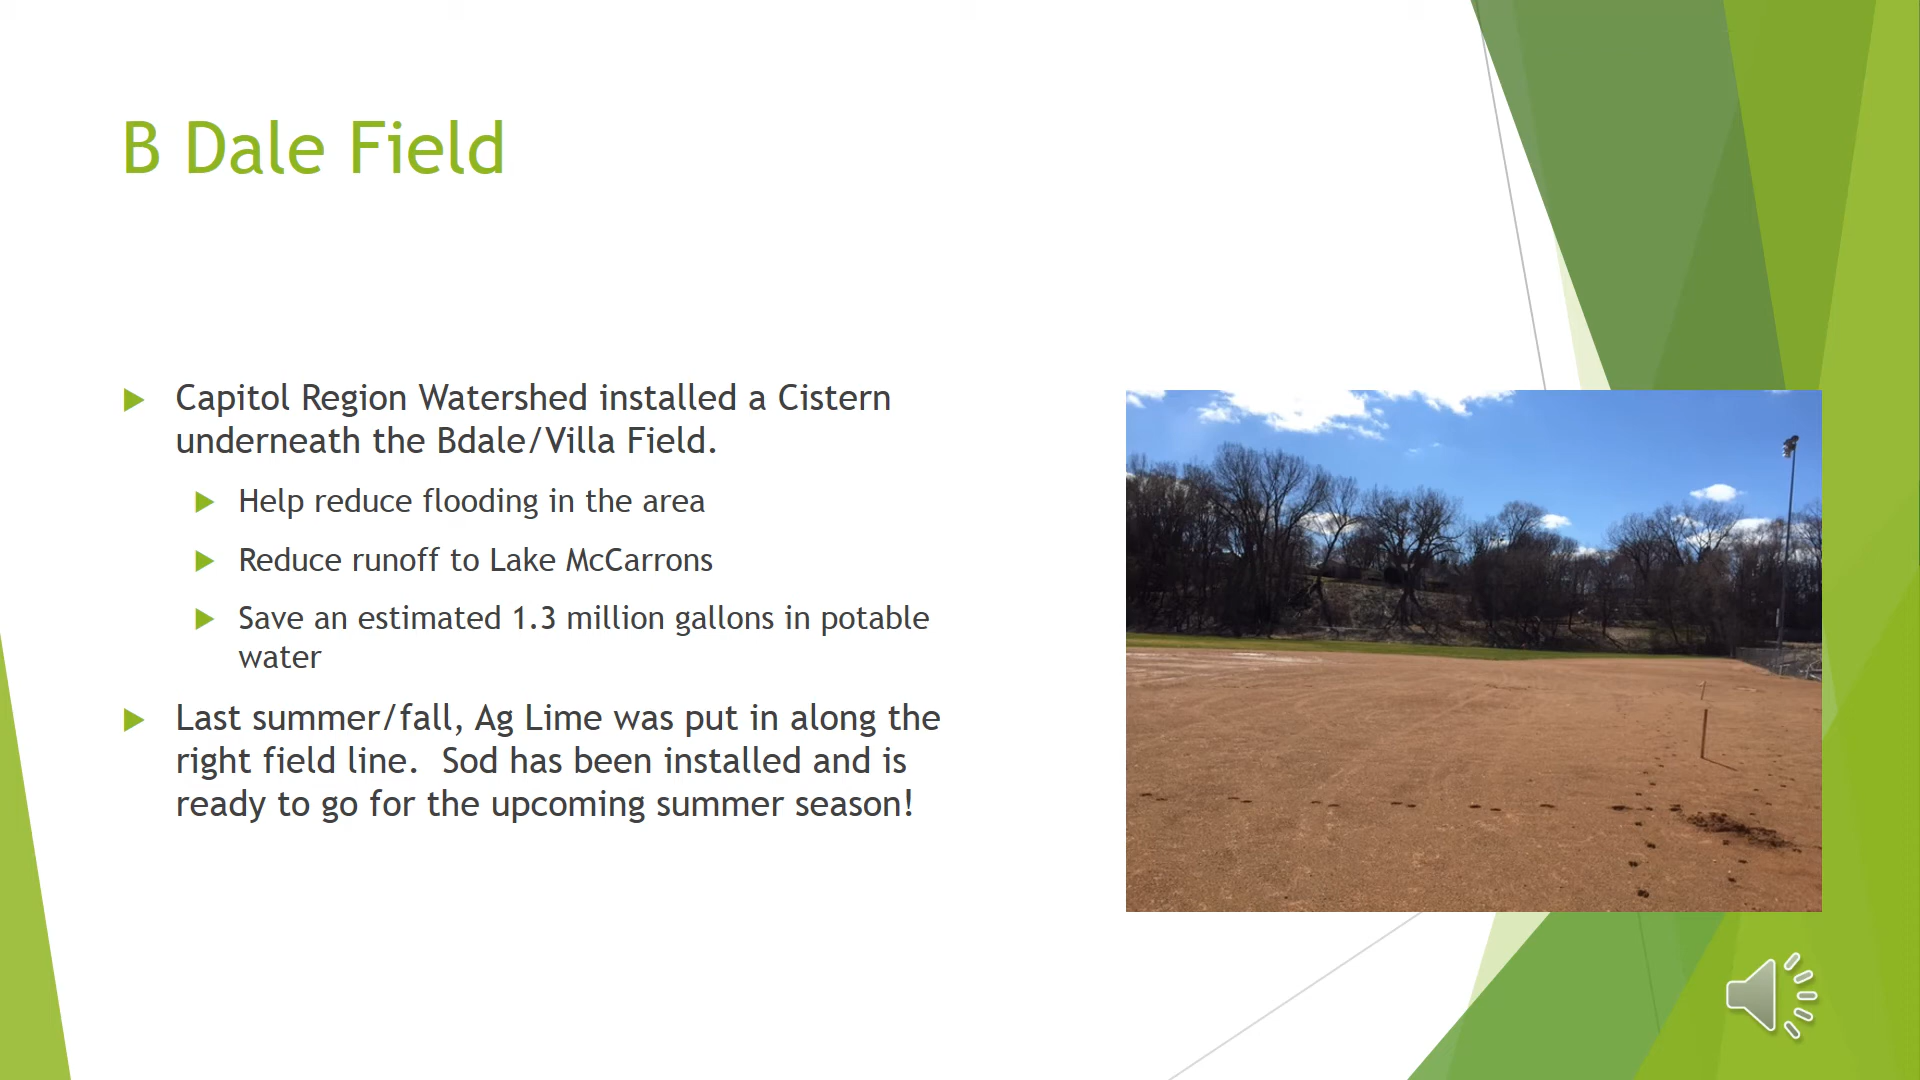 B Dale Field
Capitol Region Watershed installed a Cistern
underneath the Bdale/Villa Field.
Help reduce flooding in the area
Reduce runoff to Lake McCarrons
Save an estimated 1.3 million gallons in potable
water
Last summer/fall, Ag Lime was put in along the
right field line.  Sod has been installed and is
ready to go for the upcoming summer season!